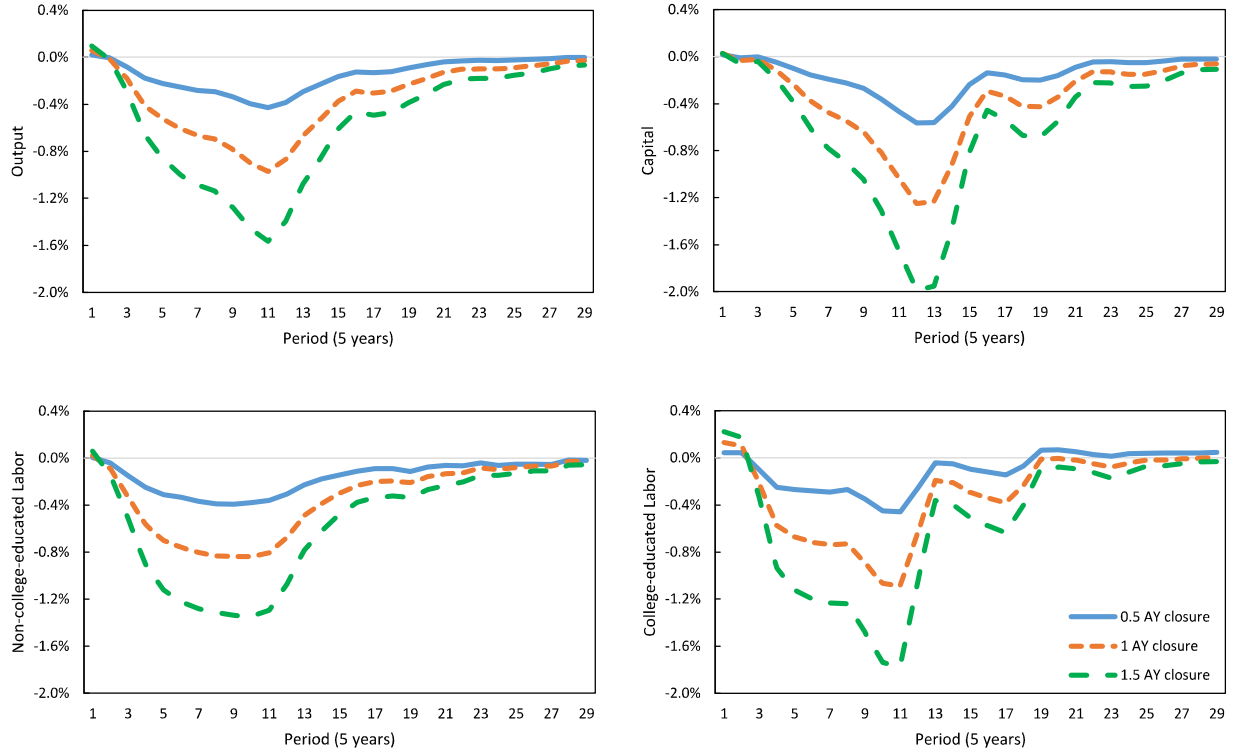 Output
0.4%
0.0%
-0.4%
-0.8%
-1.2%
-1.6%
-2.0%
1 3 5 7 9 11 13 15 17 19 21 23 25 27 29
Period (5 years)
Capital
0.4%
0.0%
-0.4%
-0.8%
-1.2%
-1.6%
-2.0%
1 3 5 7 9 11 13 15 17 19 21 23 25 27 29
Period (5 years)
Non-college-educated Labor
0.4%
0.0%
-0.4%
-0.8%
-1.2%
-1.6%
-2.0%
1 3 5 7 9 11 13 15 17 19 21 23 25 27 29
Period (5 years)
College-educated Labor
0.4%
0.0%
-0.4%
-0.8%
-1.2%
-1.6%
-2.0%
0.5 AY closure
1 AY closure
1.5 AY closure
1 3 5 7 9 11 13 15 17 19 21 23 25 27 29
Period (5 years)